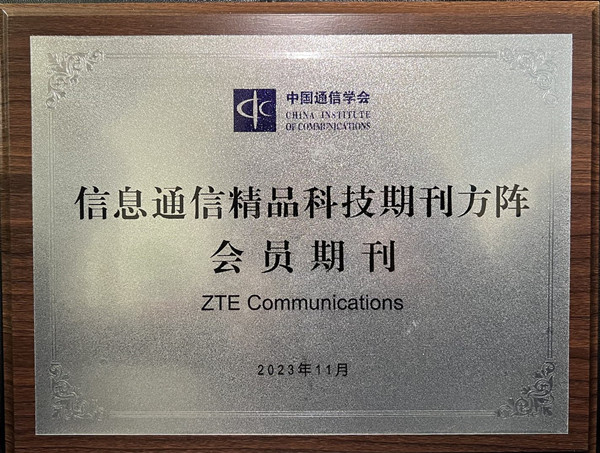 中国通信学会
CHINA INSTITUTE
OF COMMUNICATIONS
信息通信精品科技期刊方阵
会员期刊
ZTE Communications
2023年11月